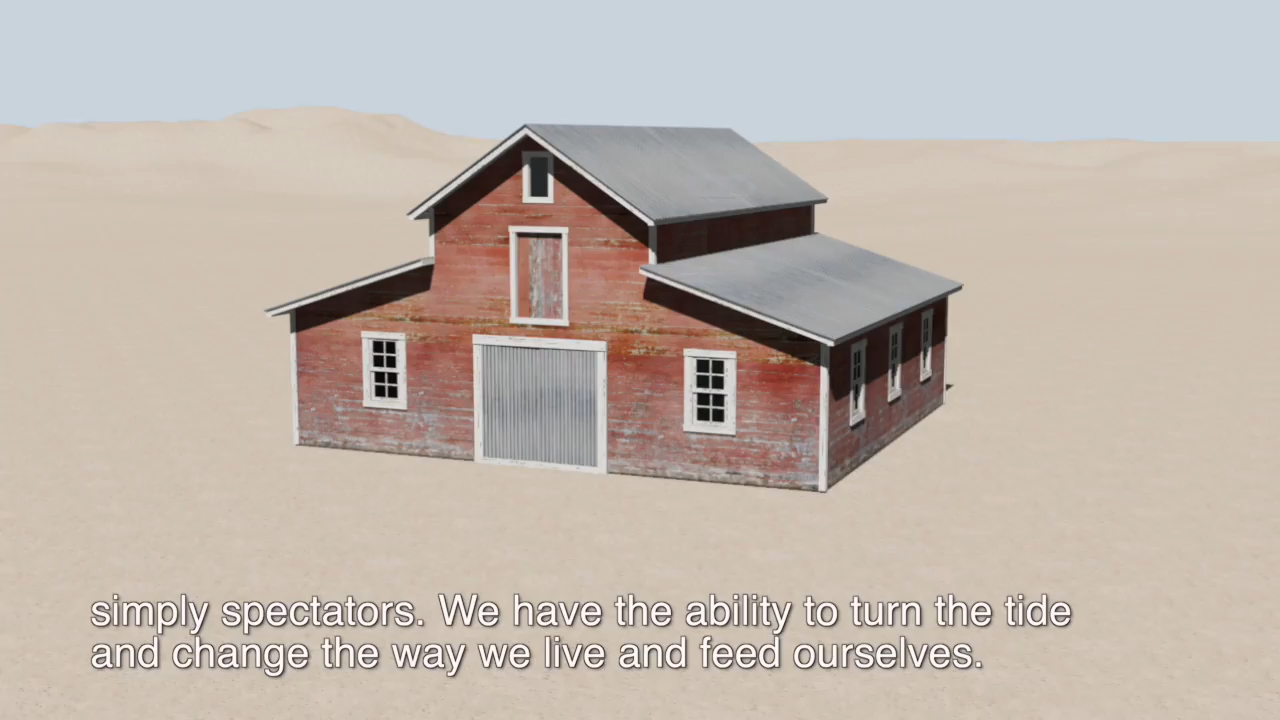 simply spectators. We have the ability to turn the tide
and change the way we live and feed ourselves.